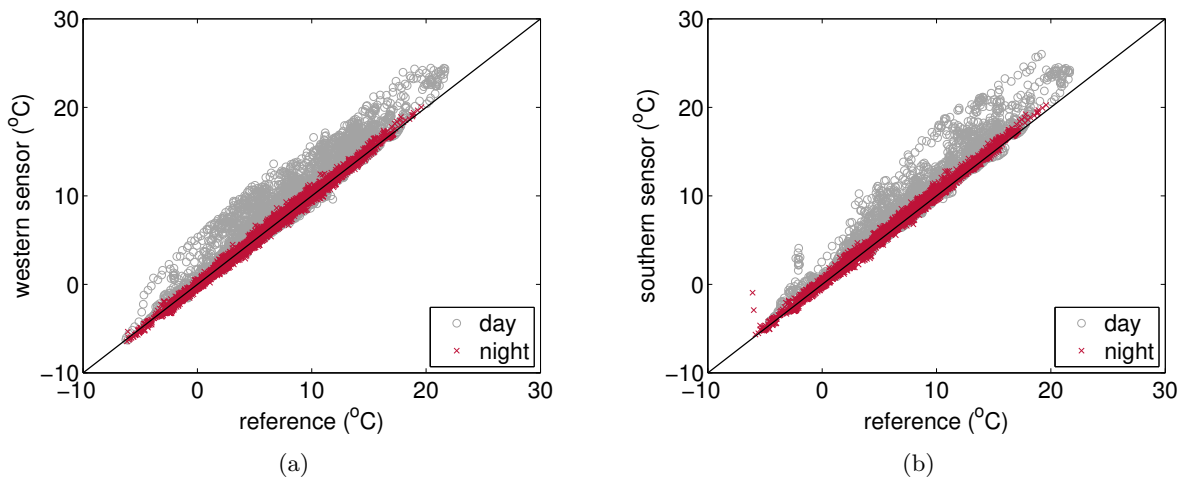 30
20
10
0
−10
western sensor (°C)
−10 0 10 20 30
reference (°C)
day
night
(a)
30
20
10
0
−10
southern sensor (°C)
−10 0 10 20 30
reference (°C)
day
night
(b)